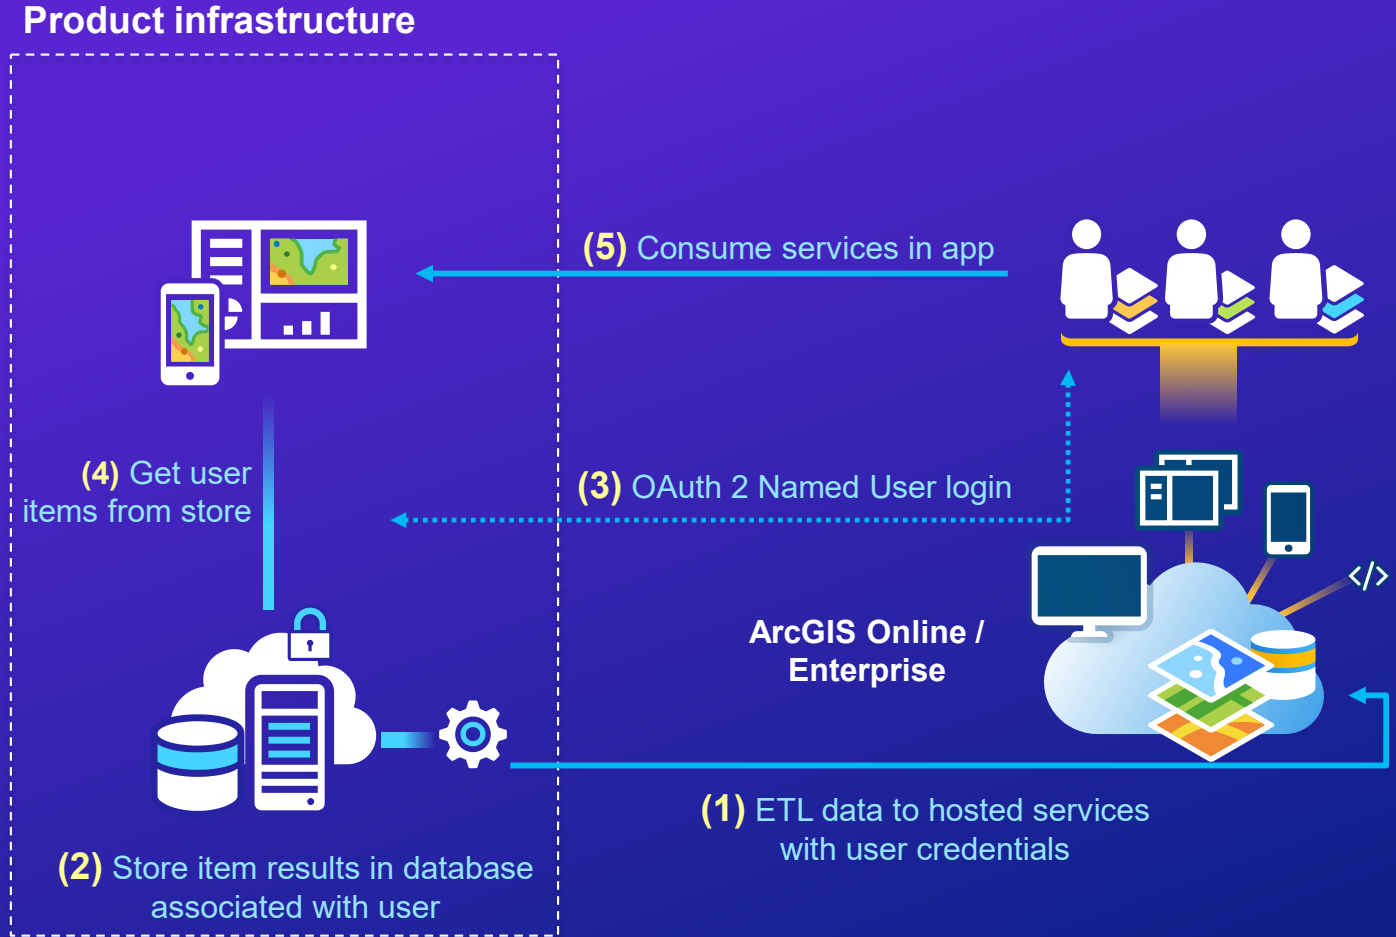 Product infrastructure
(5) Consume services in app
(4) Get user
items from store
(3) OAuth 2 Named User login
</>
ArcGIS Online /
Enterprise
(1) ETL data to hosted services
with user credentials
(2) Store item results in database
associated with user